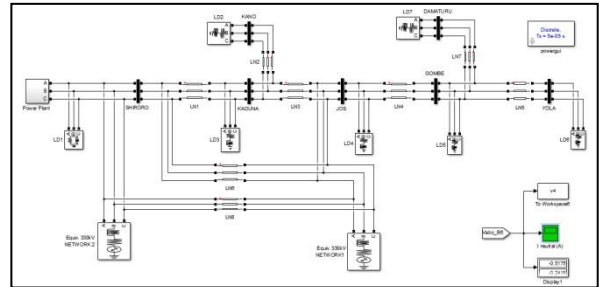 LD2
KANO
A
B
C
LN2
LD7
DAMATURU
A
B
C
LN7
Discrete,
Ts = 5e-05 s
powergui
GOMBE
A
B
C
Power Plant
SHIRORO
LN1
KADUNA
LN3
JOS
LN4
YOLA
LD1
LD3
LD4
LD5
LD6
LN6
LN8
Equiv. 330kV
NETWORK 2
Equiv. 330kV
NETWORK1
v4
To Workspace6
I neutral (A)
Display1